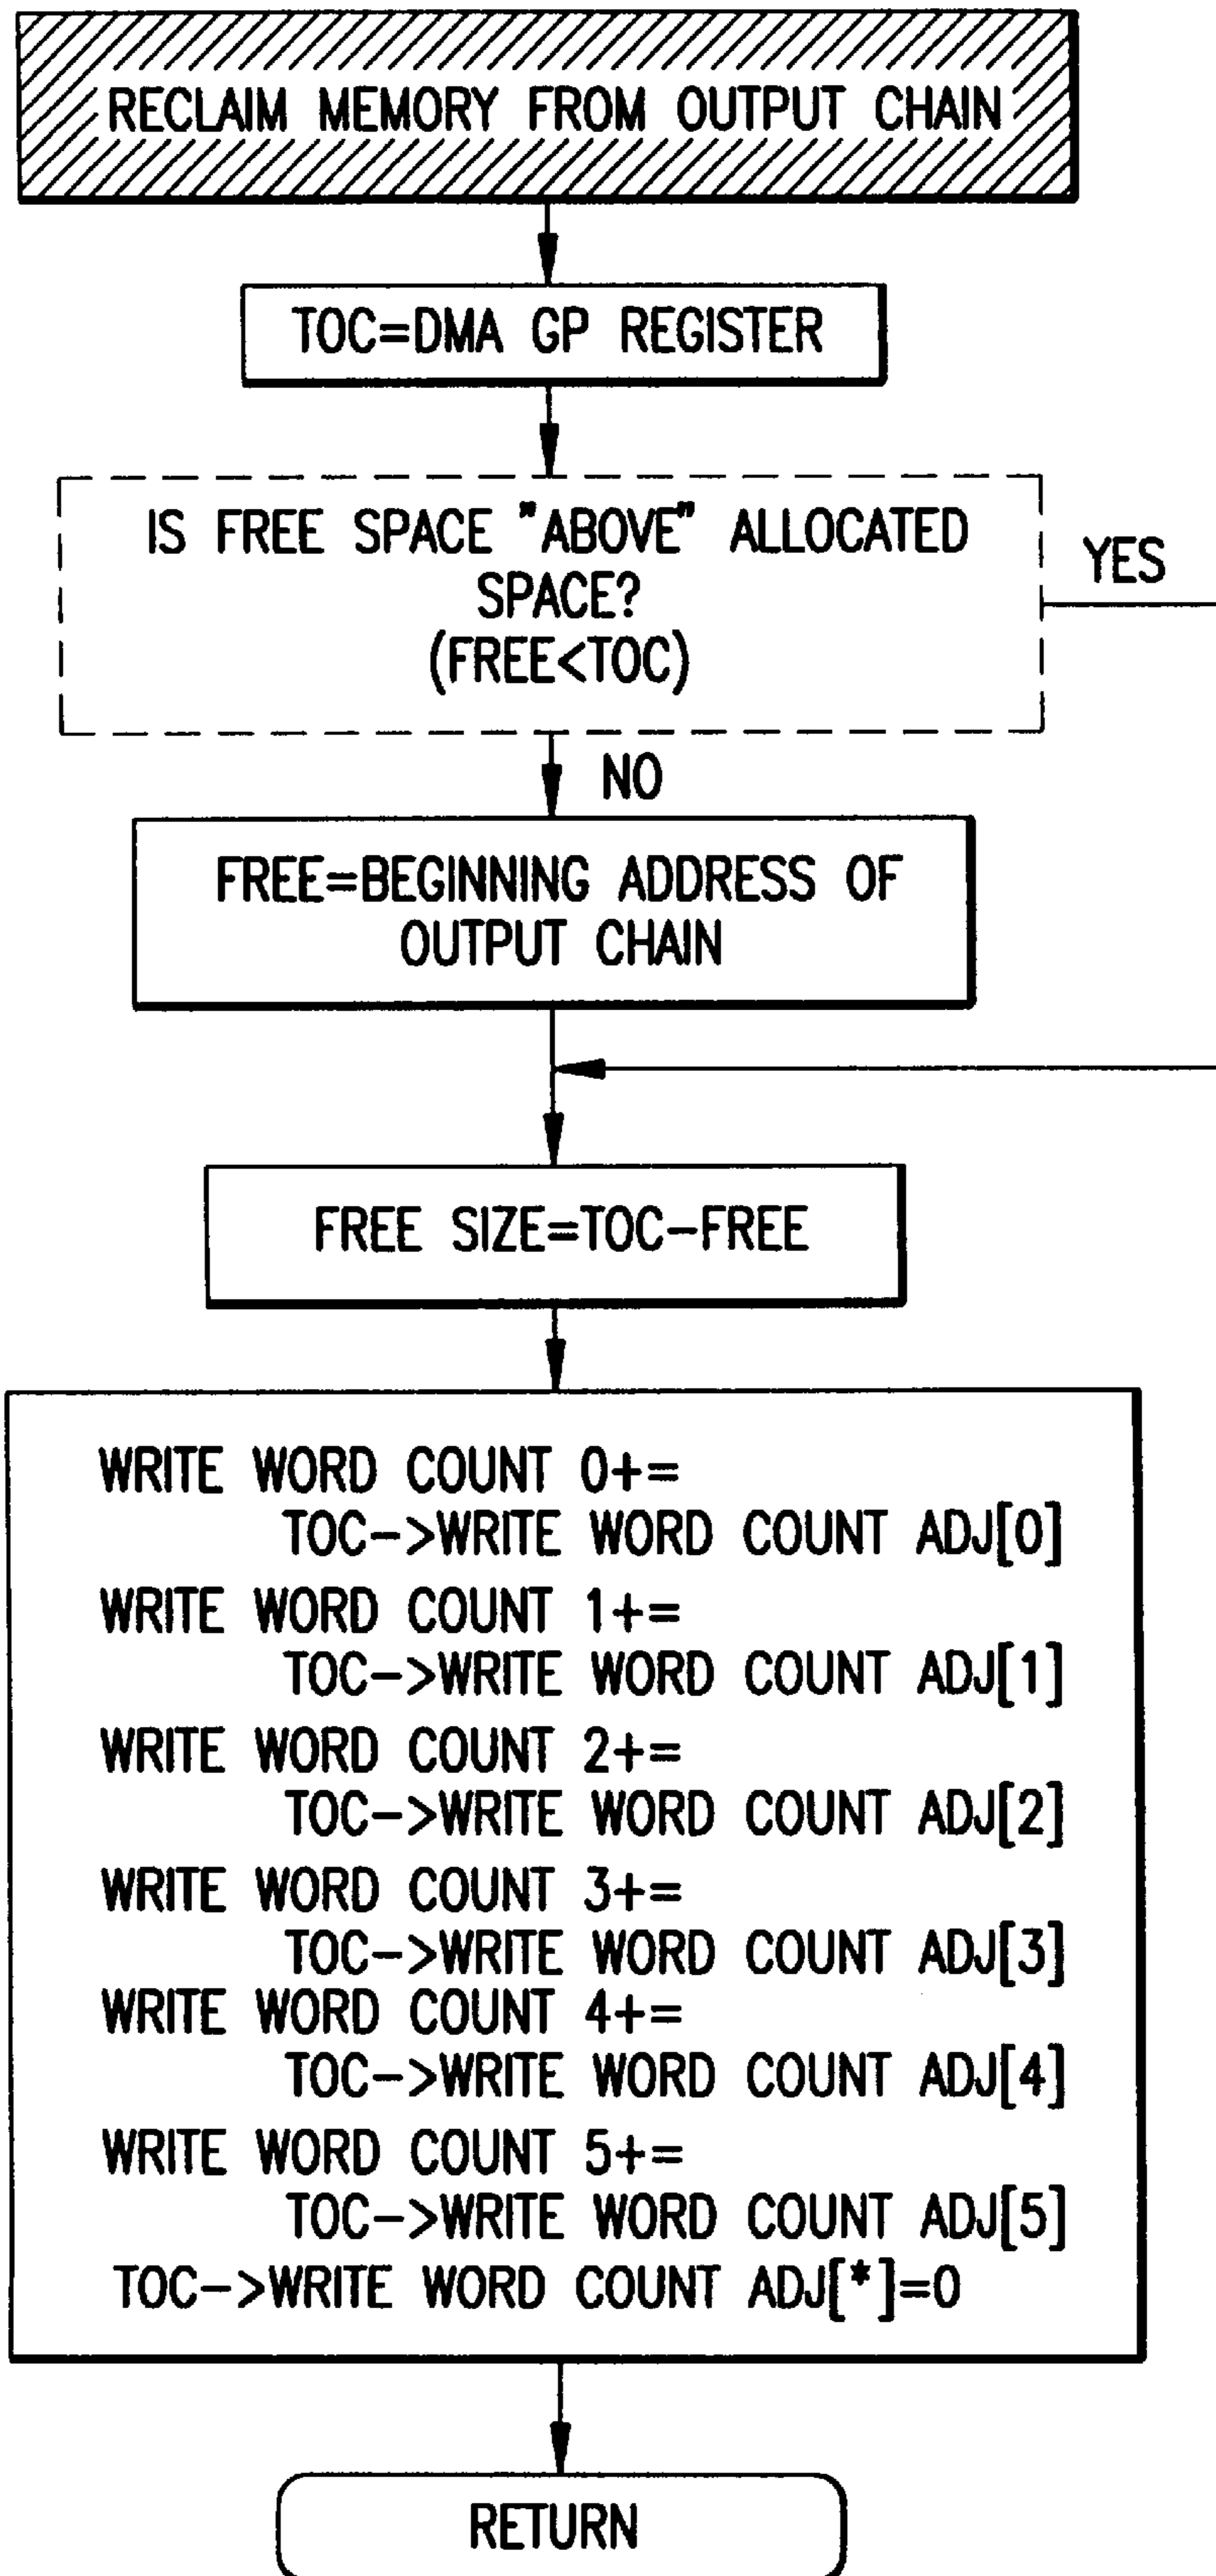 RECLAIM MEMORY FROM OUTPUT CHAIN
TOC=DMA GP REGISTER
IS FREE SPACE "ABOVE" ALLOCATED
SPACE?
(FREE<TOC)
YES
NO
FREE=BEGINNING ADDRESS OF
OUTPUT CHAIN
FREE SIZE=TOC-FREE
WRITE WORD COUNT 0+=
TOC->WRITE WORD COUNT ADJ[0]
WRITE WORD COUNT 1+=
TOC->WRITE WORD COUNT ADJ[1]
WRITE WORD COUNT 2+=
TOC->WRITE WORD COUNT ADJ[2]
WRITE WORD COUNT 3+=
TOC->WRITE WORD COUNT ADJ[3]
WRITE WORD COUNT 4+=
TOC->WRITE WORD COUNT ADJ[4]
WRITE WORD COUNT 5+=
TOC->WRITE WORD COUNT ADJ[5]
TOC->WRITE WORD COUNT ADJ[*]=0
RETURN